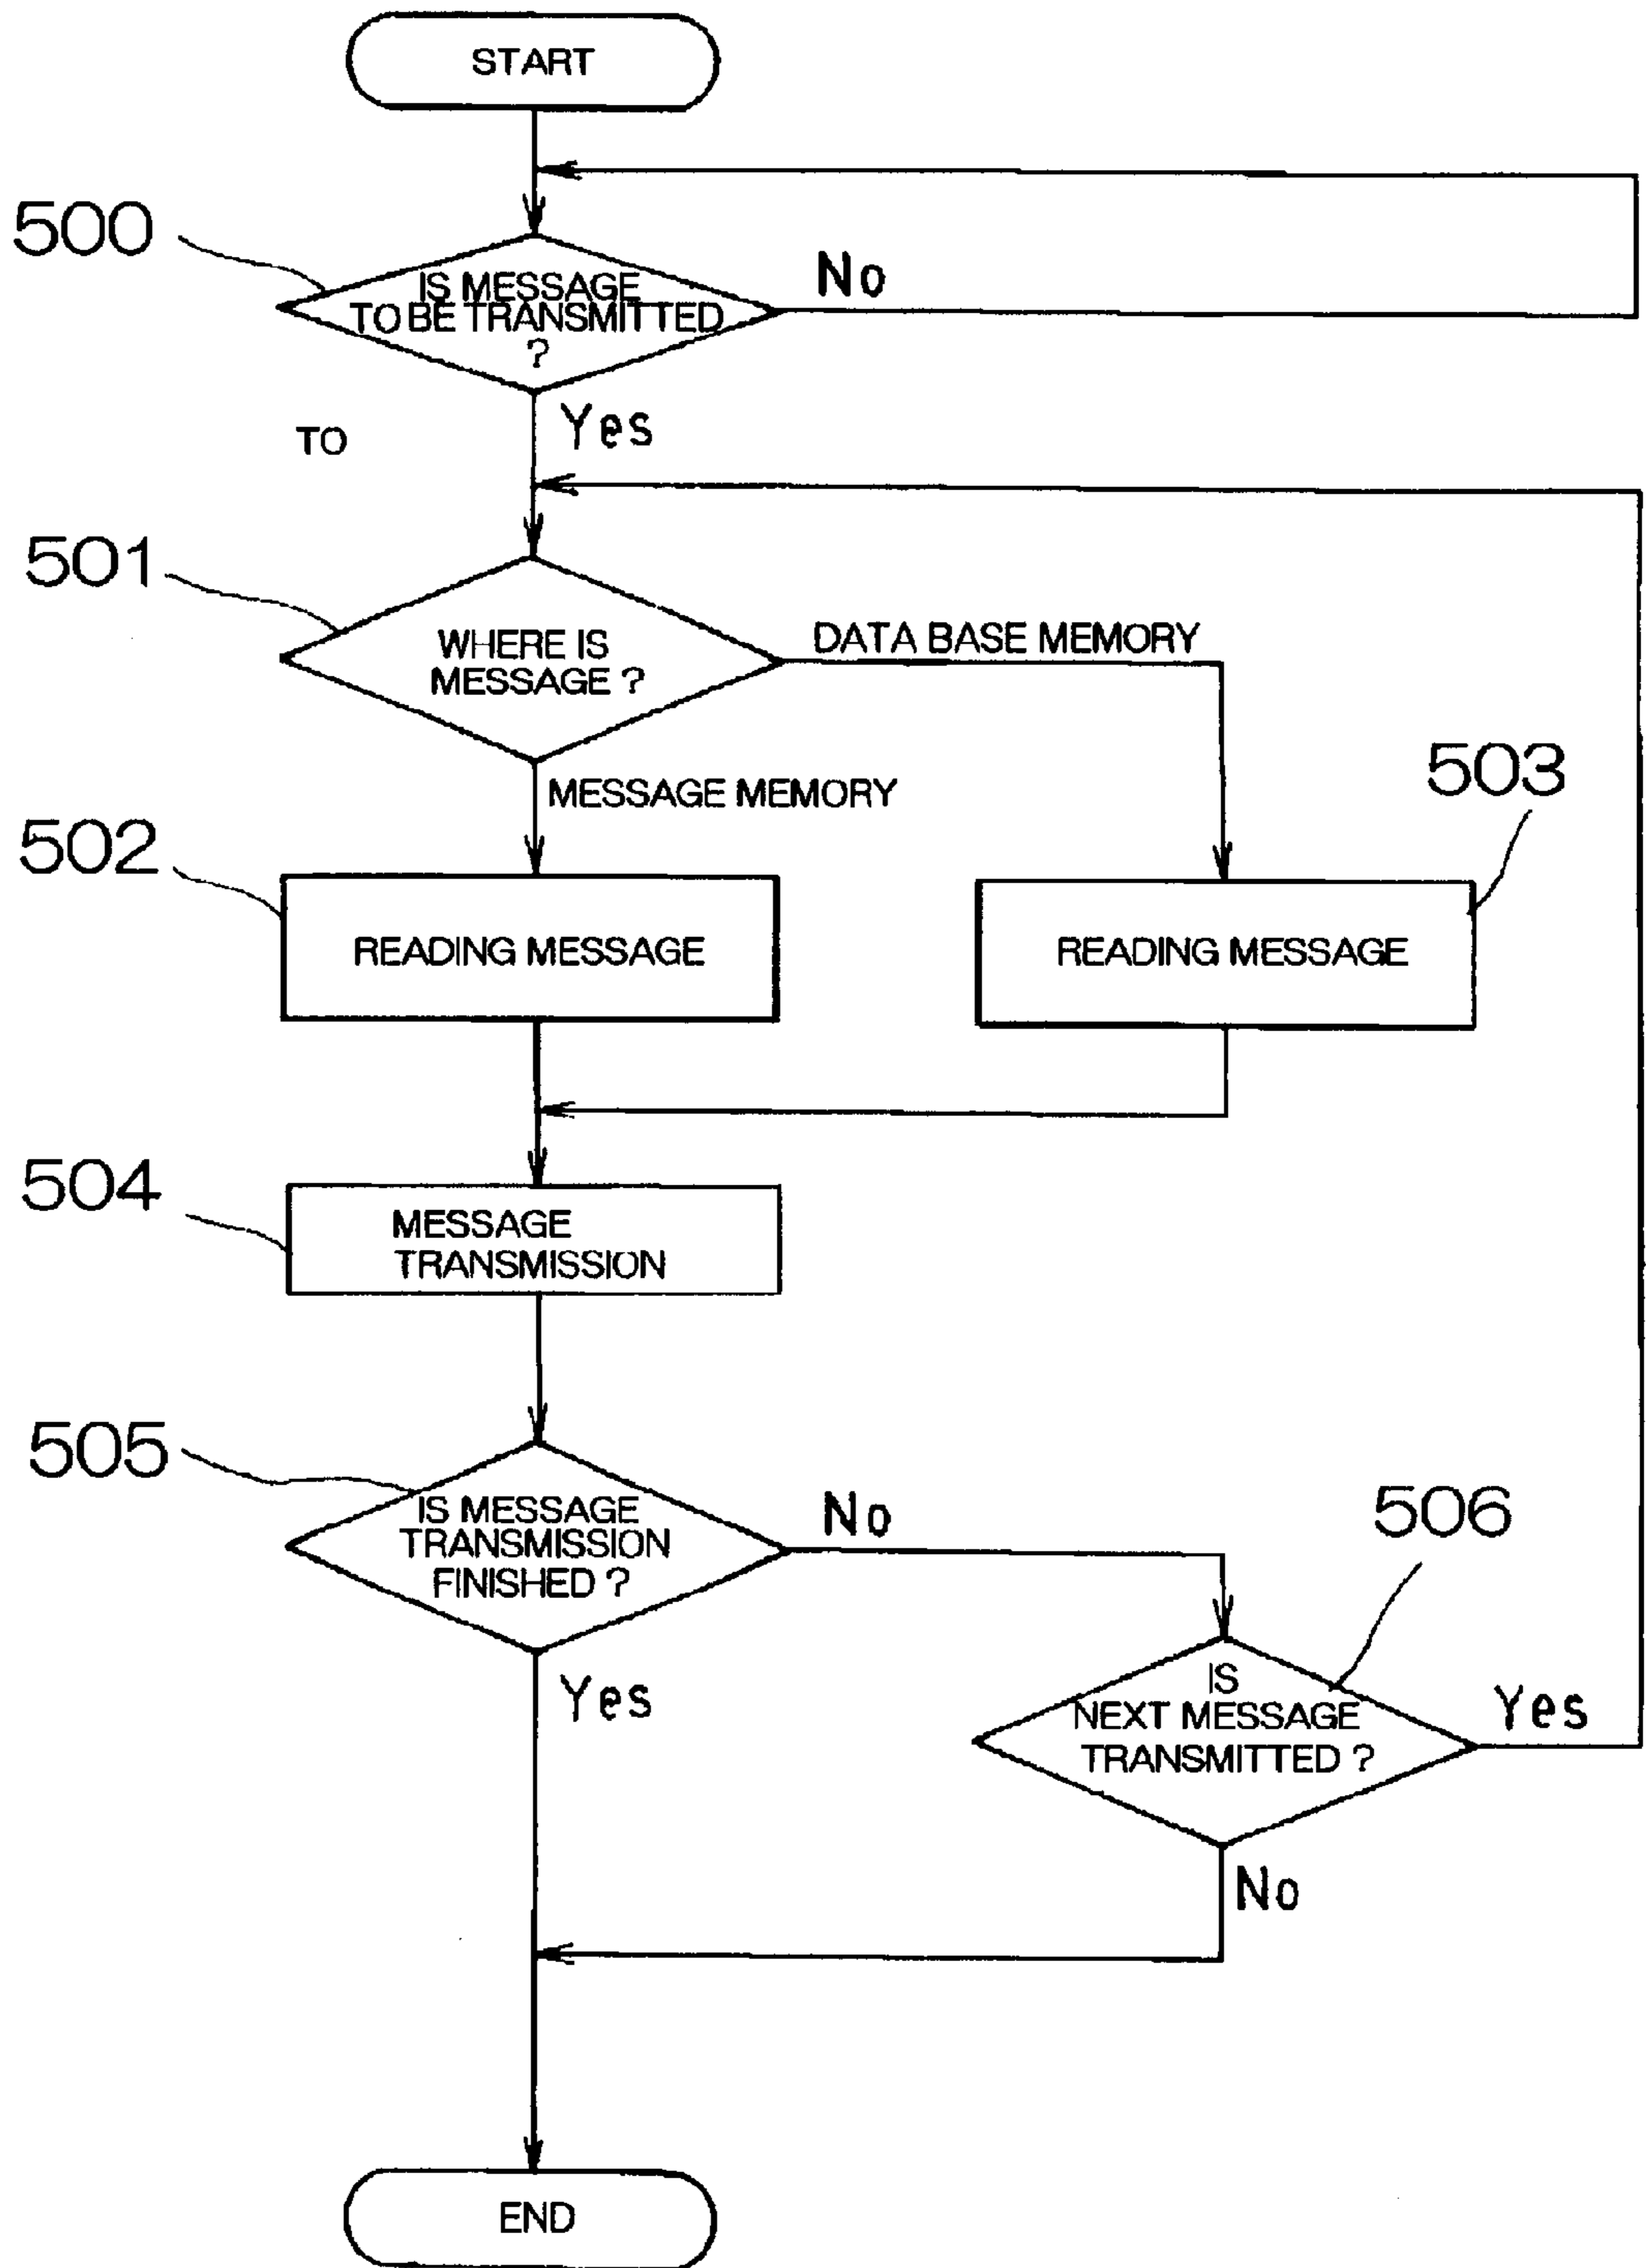 START
500
IS MESSAGE
TO BE TRANSMITTED
?
No
Yes
TO
501
WHERE IS
MESSAGE ?
DATA BASE MEMORY
MESSAGE MEMORY
502
READING MESSAGE
503
READING MESSAGE
504
MESSAGE
TRANSMISSION
505
IS MESSAGE
TRANSMISSION
FINISHED ?
No
506
IS
NEXT MESSAGE
TRANSMITTED ?
Yes
Yes
No
END